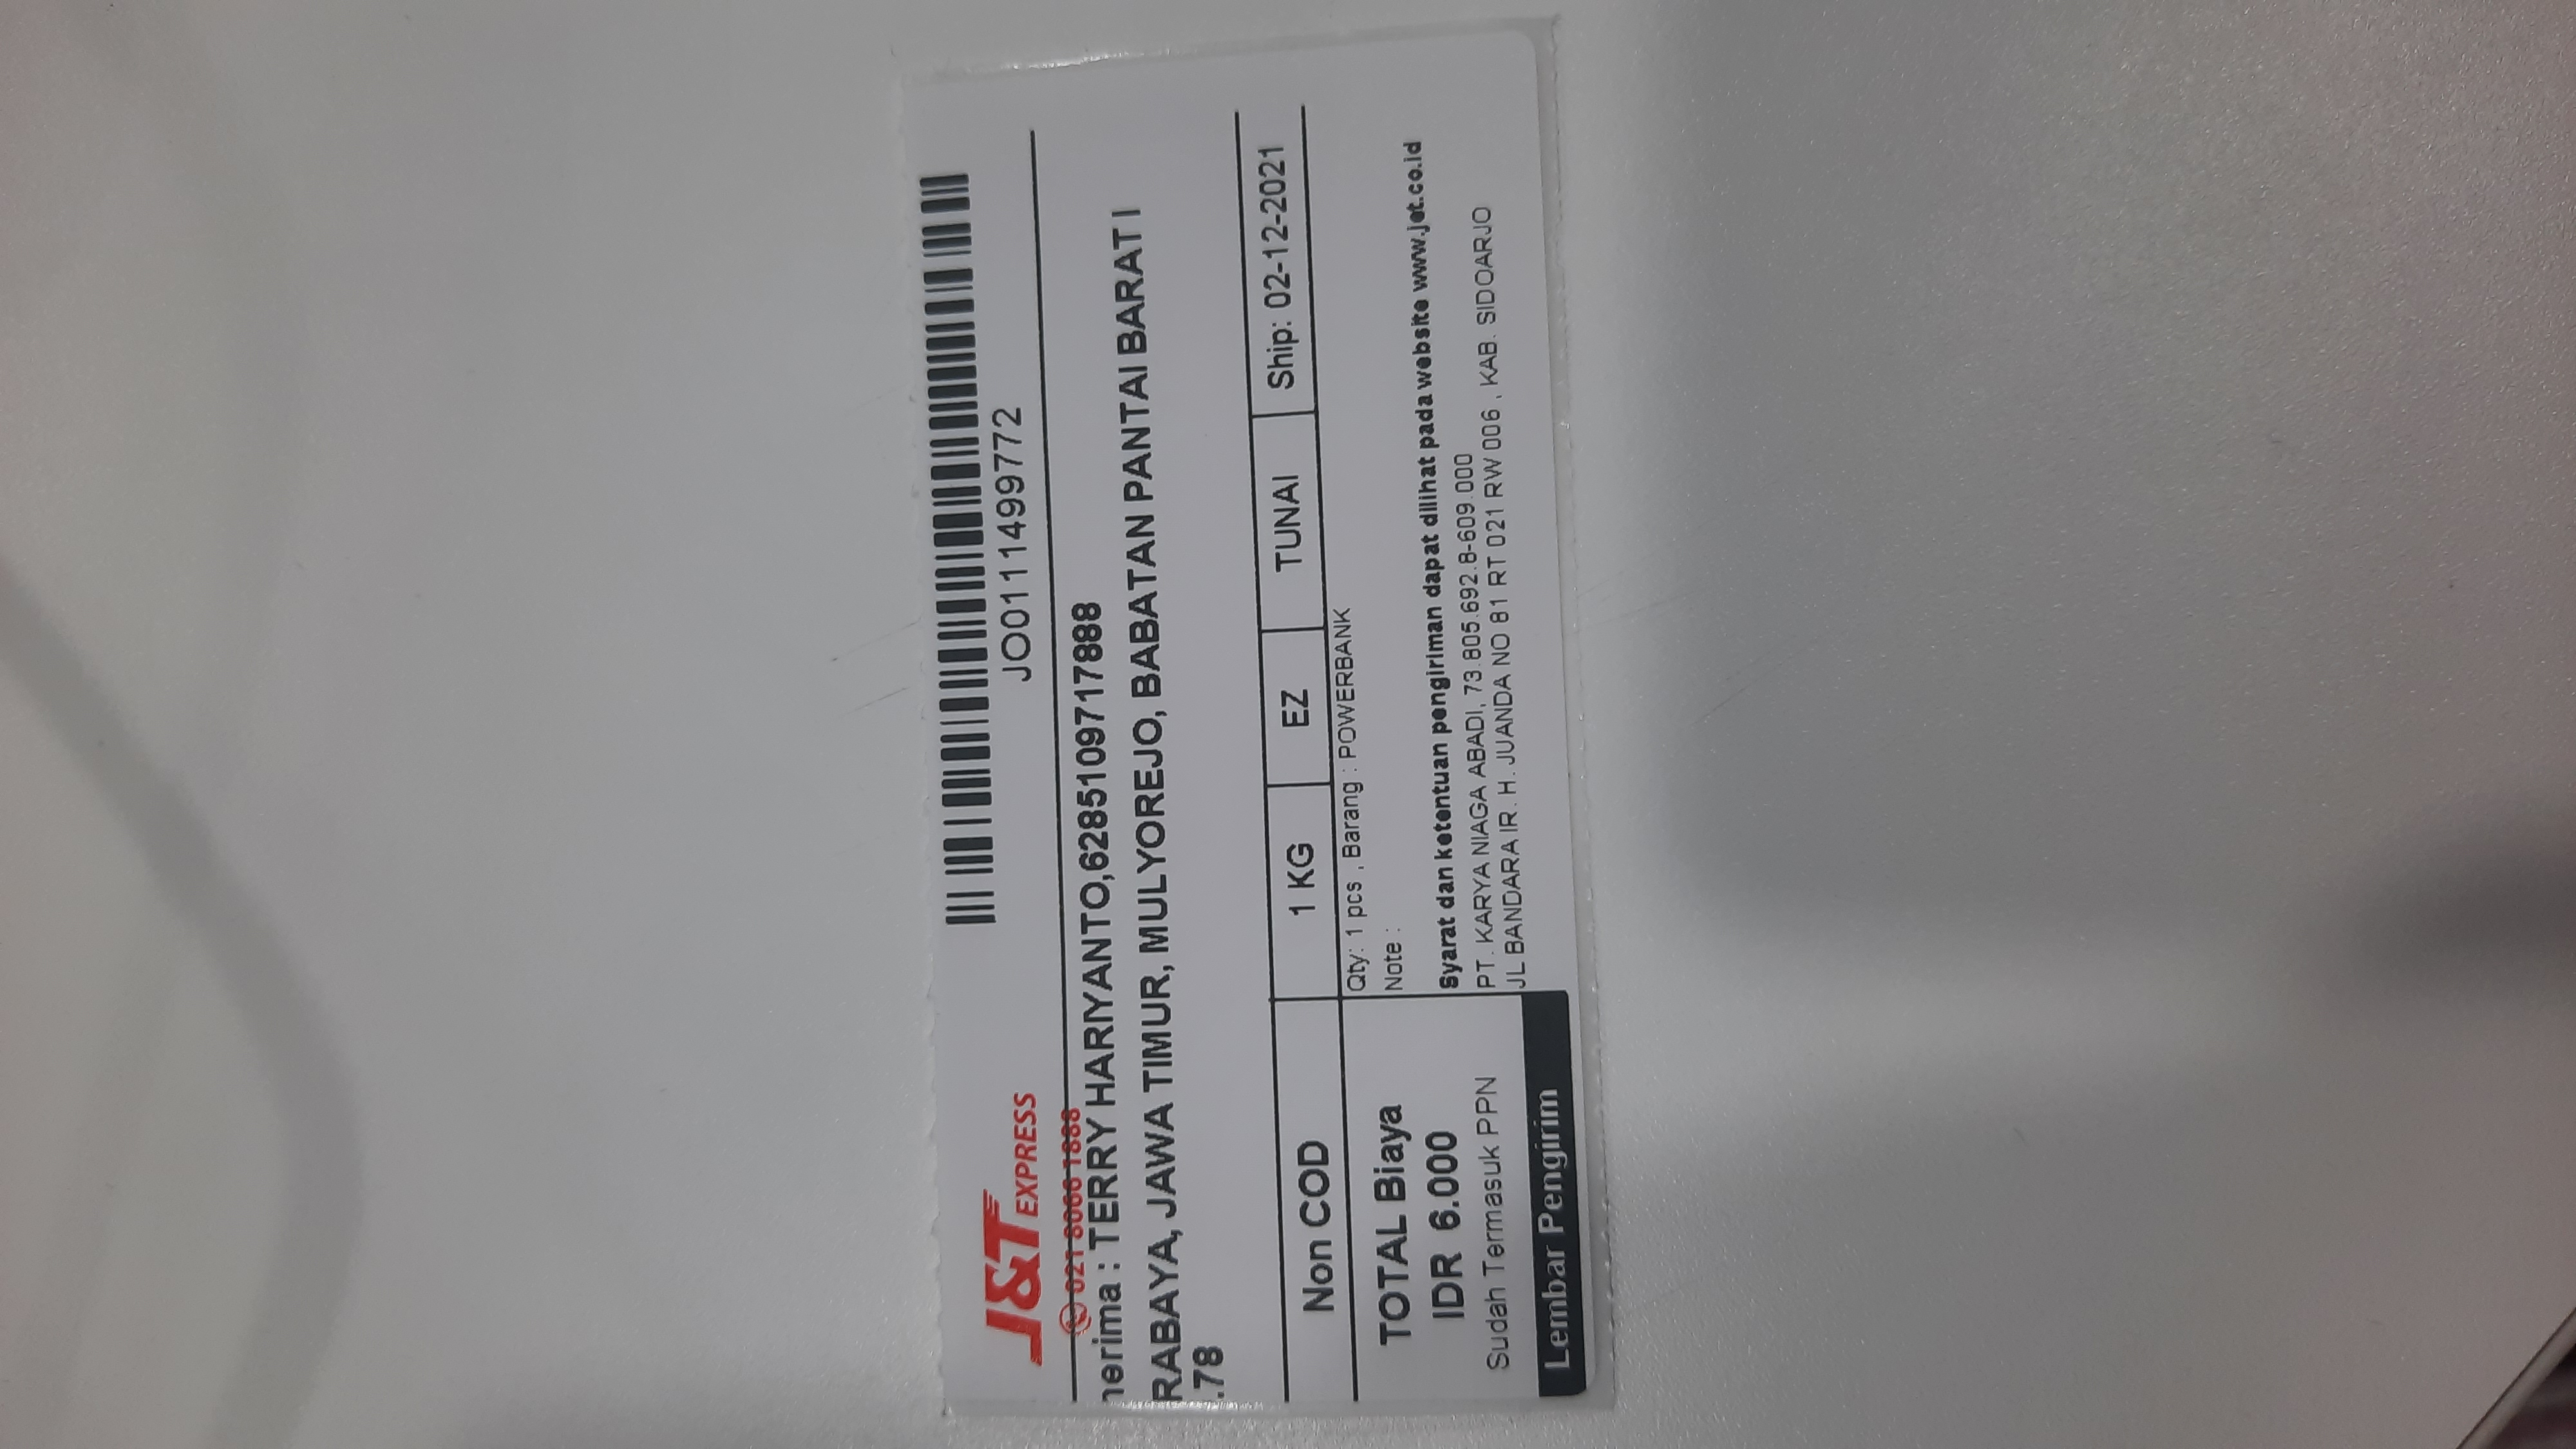 J&T EXPRESS
JO0111499772
021 8066 1888
nerima : TERRY HARIYANTO,6285109717888
RABAYA, JAWA TIMUR, MULYOREJO, BABATAN PANTAI BARAT I
.78
Non COD
1 KG
EZ
TUNAI
Ship: 02-12-2021
TOTAL Biaya
IDR 6.000
Sudah Termasuk PPN
Lembar Pengirim
Qty: 1 pcs , Barang : POWERBANK
Note :
Syarat dan ketentuan pengiriman dapat dilihat pada website www.jet.co.id
PT. KARYA NIAGA ABADI, 73.805.692.8-609.000
JL BANDARA IR. H. JUANDA NO 81 RT 021 RW 006 , KAB. SIDOARJO